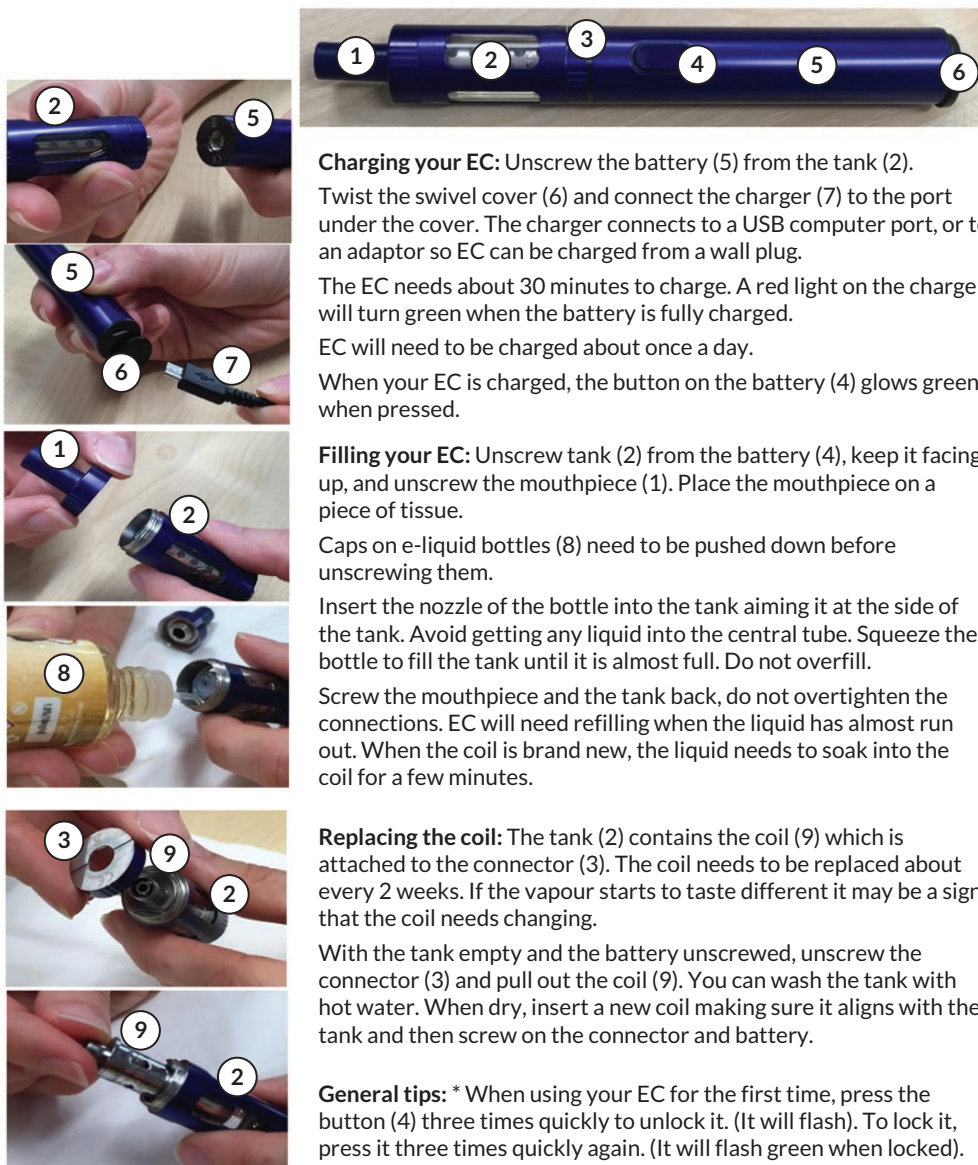 1
2
3
4
5
6
2
5
Charging your EC: Unscrew the battery (5) from the tank (2).
Twist the swivel cover (6) and connect the charger (7) to the port
under the cover. The charger connects to a USB computer port, or t
an adaptor so EC can be charged from a wall plug.
The EC needs about 30 minutes to charge. A red light on the charge
will turn green when the battery is fully charged.
EC will need to be charged about once a day.
When your EC is charged, the button on the battery (4) glows green
when pressed.
5
6
7
Filling your EC: Unscrew tank (2) from the battery (4), keep it facing
up, and unscrew the mouthpiece (1). Place the mouthpiece on a
piece of tissue.
Caps on e-liquid bottles (8) need to be pushed down before
unscrewing them.
Insert the nozzle of the bottle into the tank aiming it at the side of
the tank. Avoid getting any liquid into the central tube. Squeeze the
bottle to fill the tank until it is almost full. Do not overfill.
Screw the mouthpiece and the tank back, do not overtighten the
connections. EC will need refilling when the liquid has almost run
out. When the coil is brand new, the liquid needs to soak into the
coil for a few minutes.
1
2
8
Replacing the coil: The tank (2) contains the coil (9) which is
attached to the connector (3). The coil needs to be replaced about
every 2 weeks. If the vapour starts to taste different it may be a sign
that the coil needs changing.
With the tank empty and the battery unscrewed, unscrew the
connector (3) and pull out the coil (9). You can wash the tank with
hot water. When dry, insert a new coil making sure it aligns with the
tank and then screw on the connector and battery.
3
9
2
9
2
General tips: * When using your EC for the first time, press the
button (4) three times quickly to unlock it. (It will flash). To lock it,
press it three times quickly again. (It will flash green when locked).